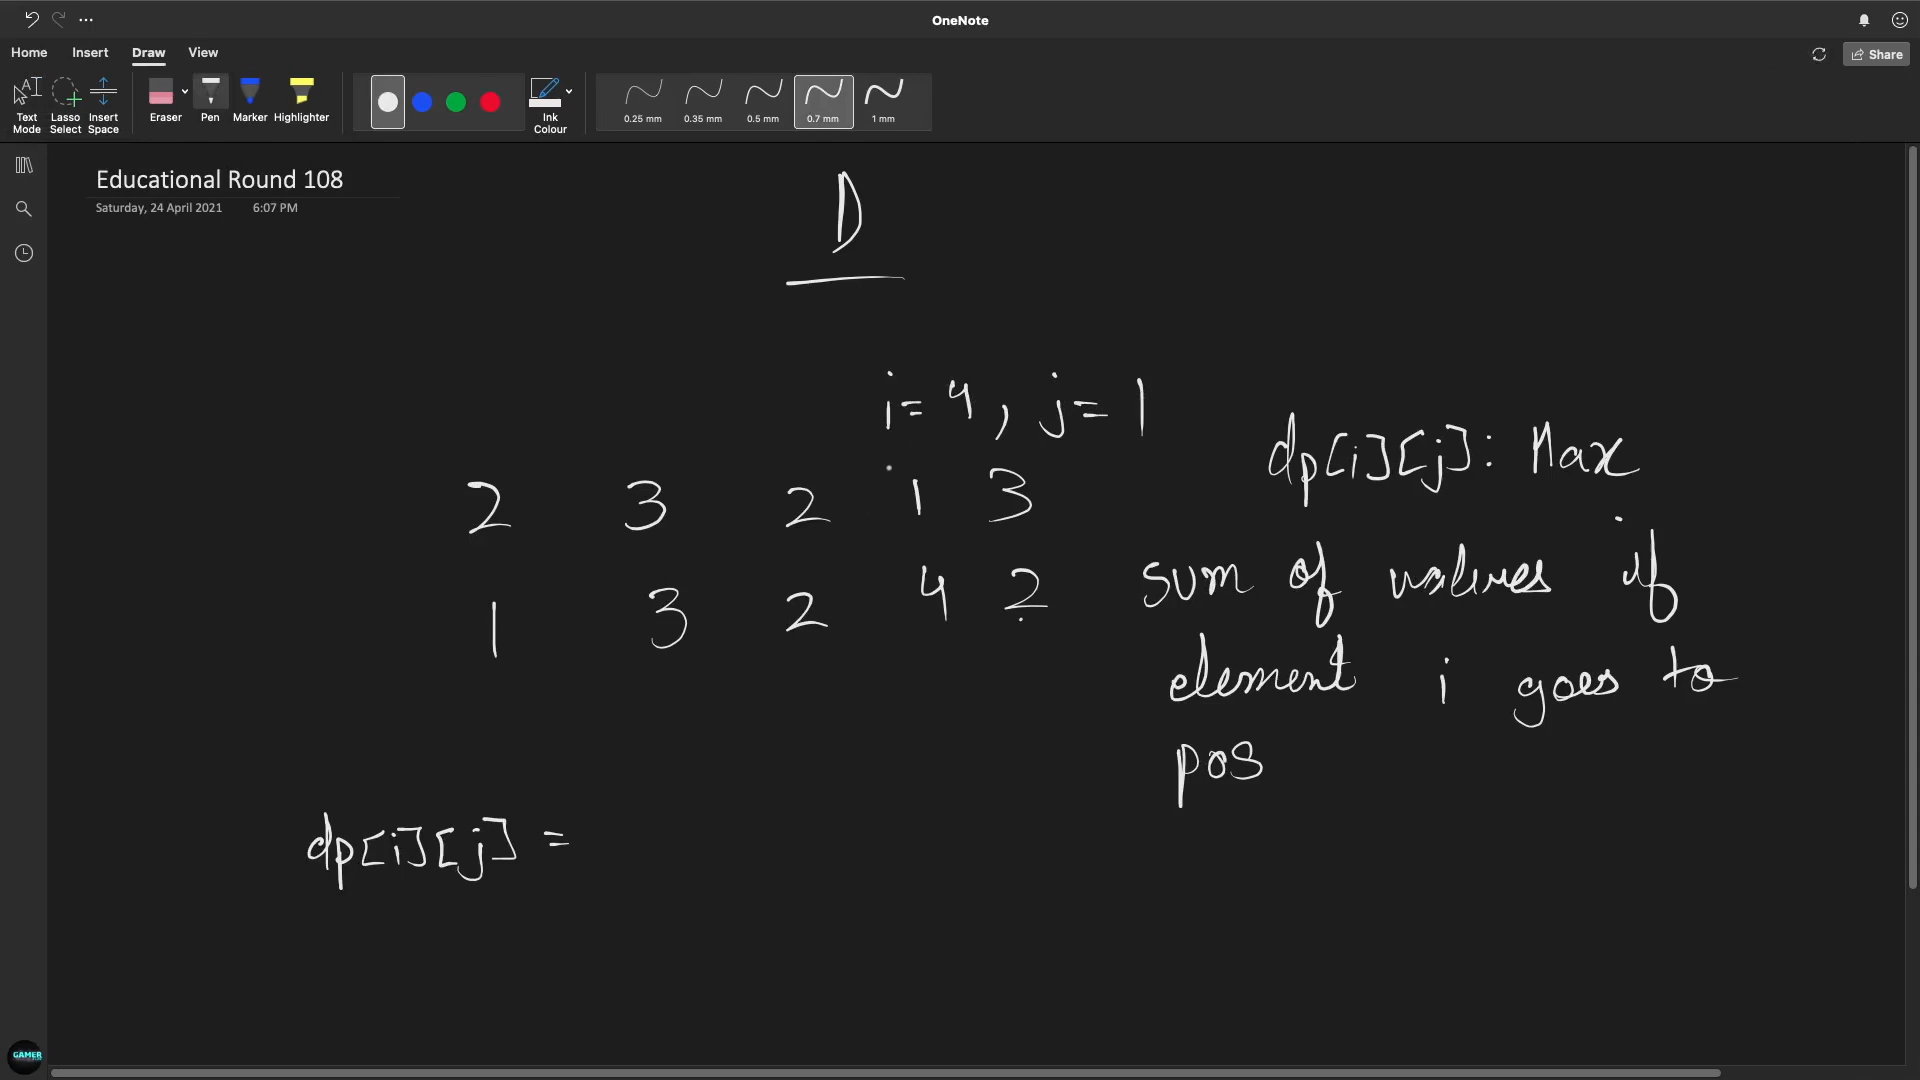 OneNote
Home Insert Draw View
Share
Text Mode Lasso Select Insert Space Eraser Pen Marker Highlighter Ink Colour 0.25 mm 0.35 mm 0.5 mm 0.7 mm 1 mm
Educational Round 108
Saturday, 24 April 2021 6:07 PM
D
i=4, j=1
2 3 2 1 3
1 3 2 4 2
dp[i][j]: Max
sum of values if
element i goes to
pos
dp[i][j] =
GAMER